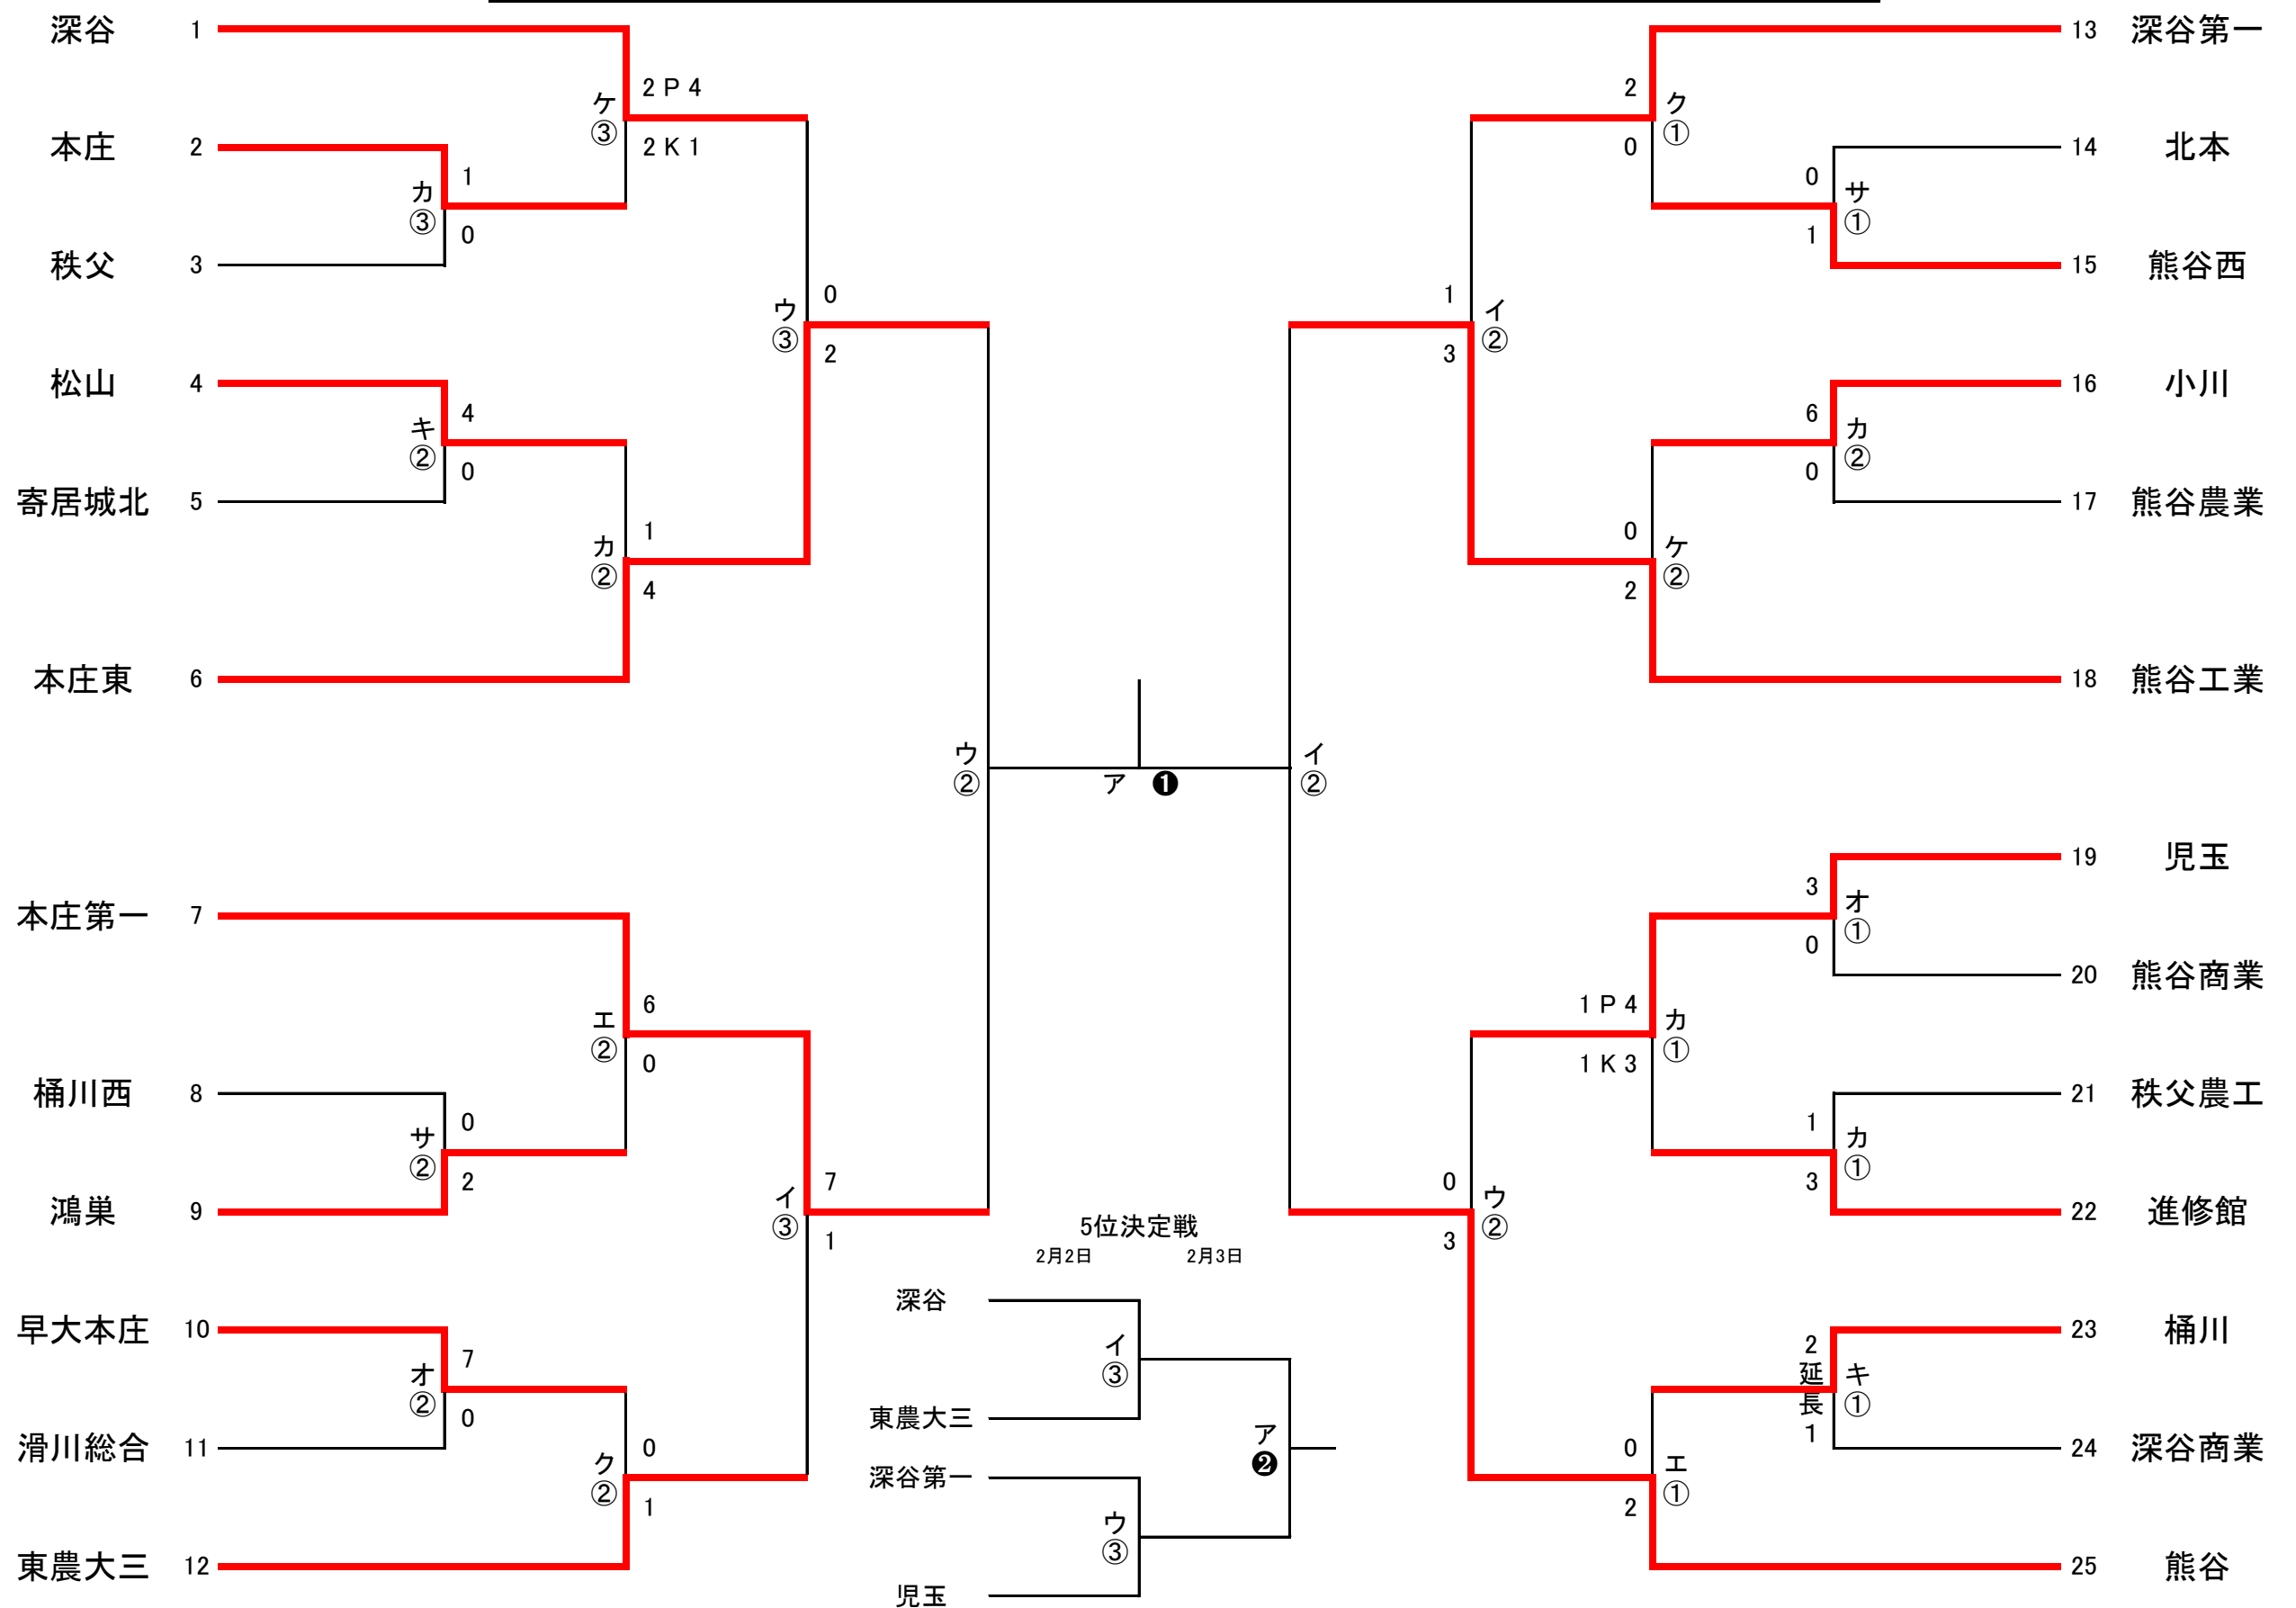 深谷 1
本庄 2
秩父 3
松山 4
寄居城北 5
本庄東 6
本庄第一 7
桶川西 8
鴻巣 9
早大本庄 10
滑川総合 11
東農大三 12
カ
③
1
0
キ
②
4
0
サ
②
0
2
オ
②
7
0
ケ
③
2 P 4
2 K 1
カ
②
1
4
エ
②
6
0
ク
②
0
1
ウ
③
0
2
イ
③
7
1
ウ
②
ア ❶
イ
②
5位決定戦
2月2日 2月3日
深谷
イ
③
東農大三
深谷第一
ウ
③
児玉
ア
❷
1
3
イ
②
0
3
ウ
②
2
0
ク
①
0
2
ケ
②
1 P 4
1 K 3
カ
①
0
2
エ
①
0
1
サ
①
6
0
カ
②
3
0
オ
①
1
3
カ
①
2
延
長
1
キ
①
13 深谷第一
14 北本
15 熊谷西
16 小川
17 熊谷農業
18 熊谷工業
19 児玉
20 熊谷商業
21 秩父農工
22 進修館
23 桶川
24 深谷商業
25 熊谷